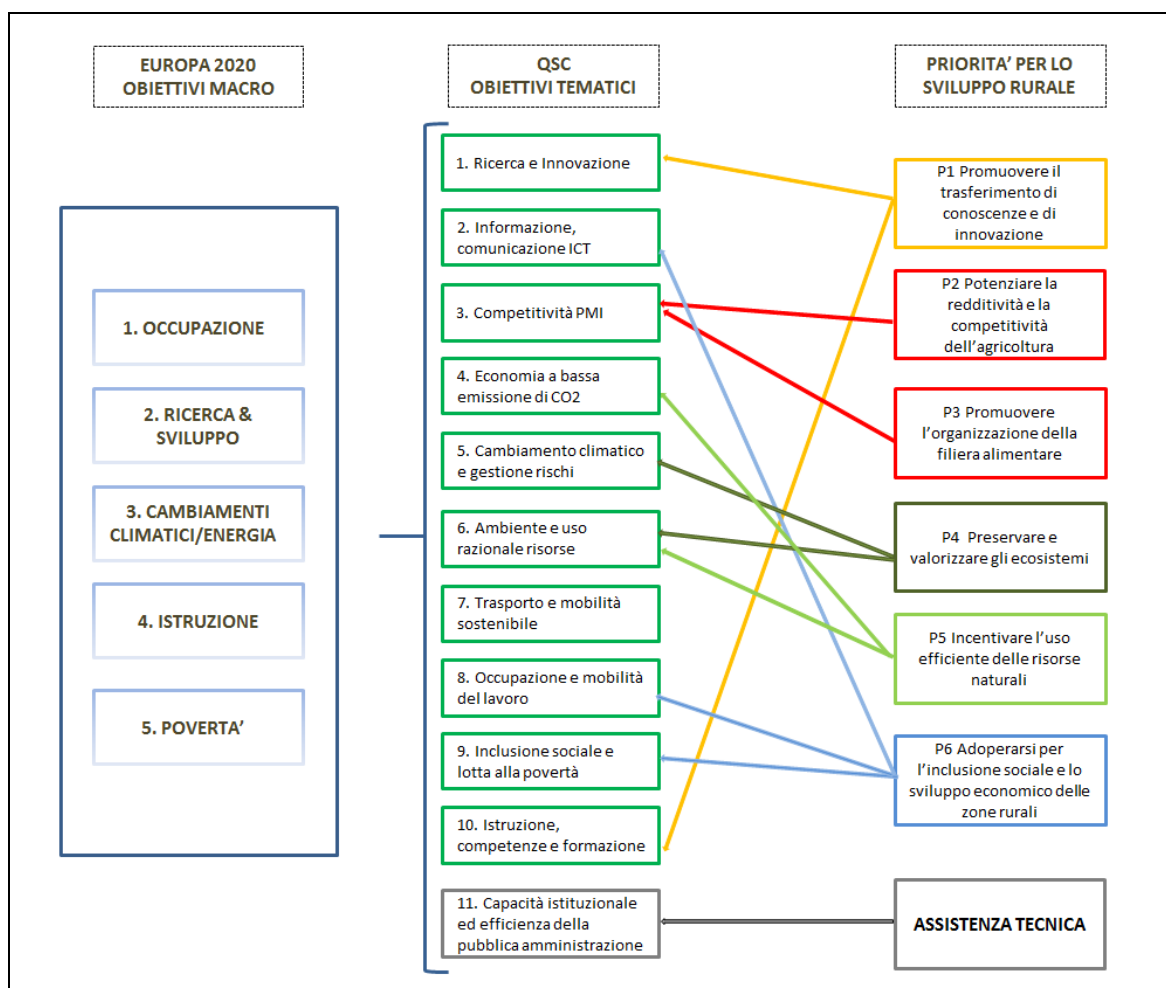 EUROPA 2020
OBIETTIVI MACRO
1. OCCUPAZIONE
2. RICERCA &
SVILUPPO
3. CAMBIAMENTI
CLIMATICI/ENERGIA
4. ISTRUZIONE
5. POVERTA’
QSC
OBIETTIVI TEMATICI
1. Ricerca e Innovazione
2. Informazione,
comunicazione ICT
3. Competitività PMI
4. Economia a bassa
emissione di CO2
5. Cambiamento climatico
e gestione rischi
6. Ambiente e uso
razionale risorse
7. Trasporto e mobilità
sostenibile
8. Occupazione e mobilità
del lavoro
9. Inclusione sociale e
lotta alla povertà
10. Istruzione,
competenze e formazione
11. Capacità istituzionale
ed efficienza della
pubblica amministrazione
PRIORITA’ PER LO
SVILUPPO RURALE
P1 Promuovere il
trasferimento di
conoscenze e di
innovazione
P2 Potenziare la
redditività e la
competitività
dell’agricoltura
P3 Promuovere
l’organizzazione della
filiera alimentare
P4 Preservare e
valorizzare gli ecosistemi
P5 Incentivare l’uso
efficiente delle risorse
naturali
P6 Adoperarsi per
l’inclusione sociale e lo
sviluppo economico delle
zone rurali
ASSISTENZA TECNICA